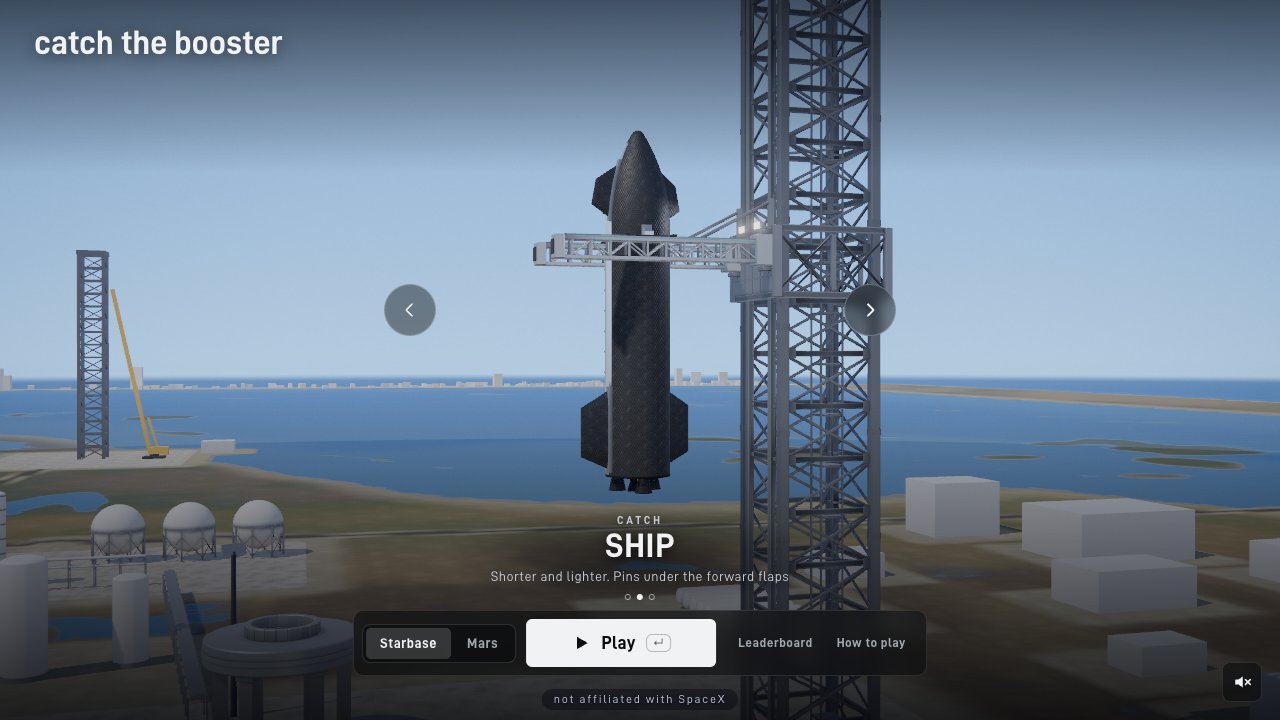 catch the booster
CATCH
SHIP
Shorter and lighter. Pins under the forward flaps
Starbase
Mars
Play
Leaderboard
How to play
not affiliated with SpaceX